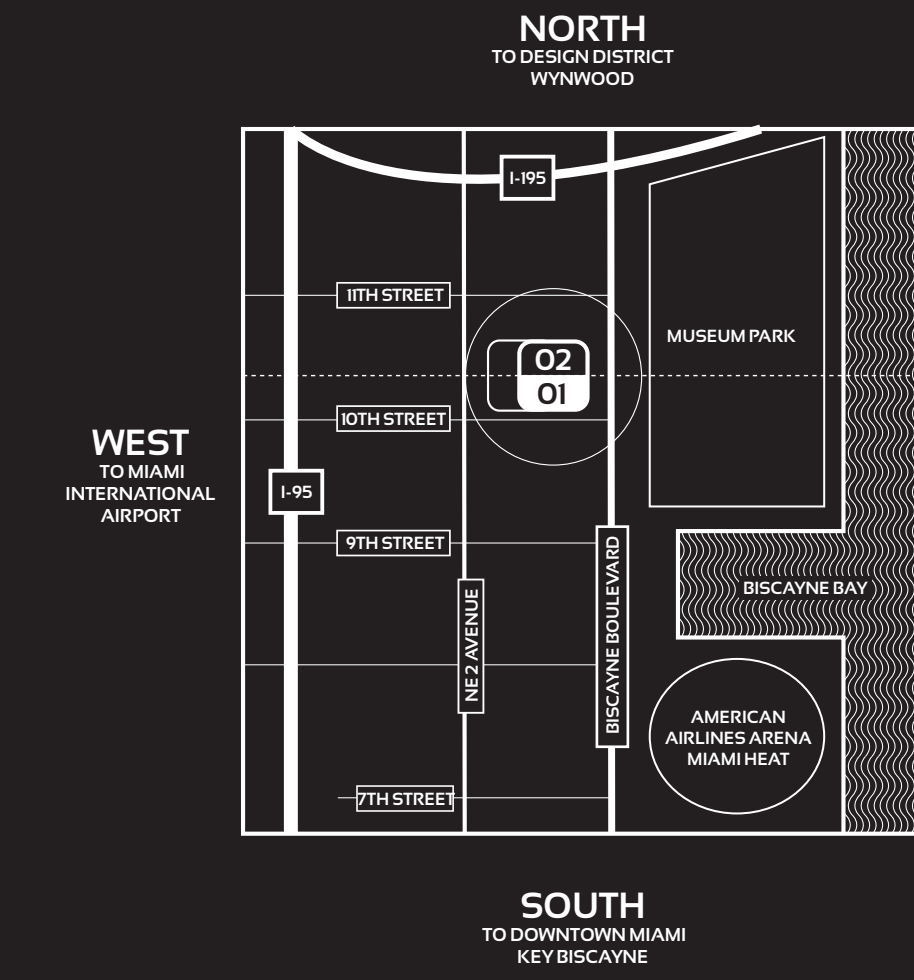 NORTH
TO DESIGN DISTRICT
WYNWOOD
I-195
11TH STREET
MUSEUM PARK
02
01
10TH STREET
WEST
TO MIAMI
INTERNATIONAL
AIRPORT
I-95
9TH STREET
BISCAYNE BOULEVARD
BISCAYNE BAY
NE 2 AVENUE
AMERICAN
AIRLINES ARENA
MIAMI HEAT
7TH STREET
SOUTH
TO DOWNTOWN MIAMI
KEY BISCAYNE